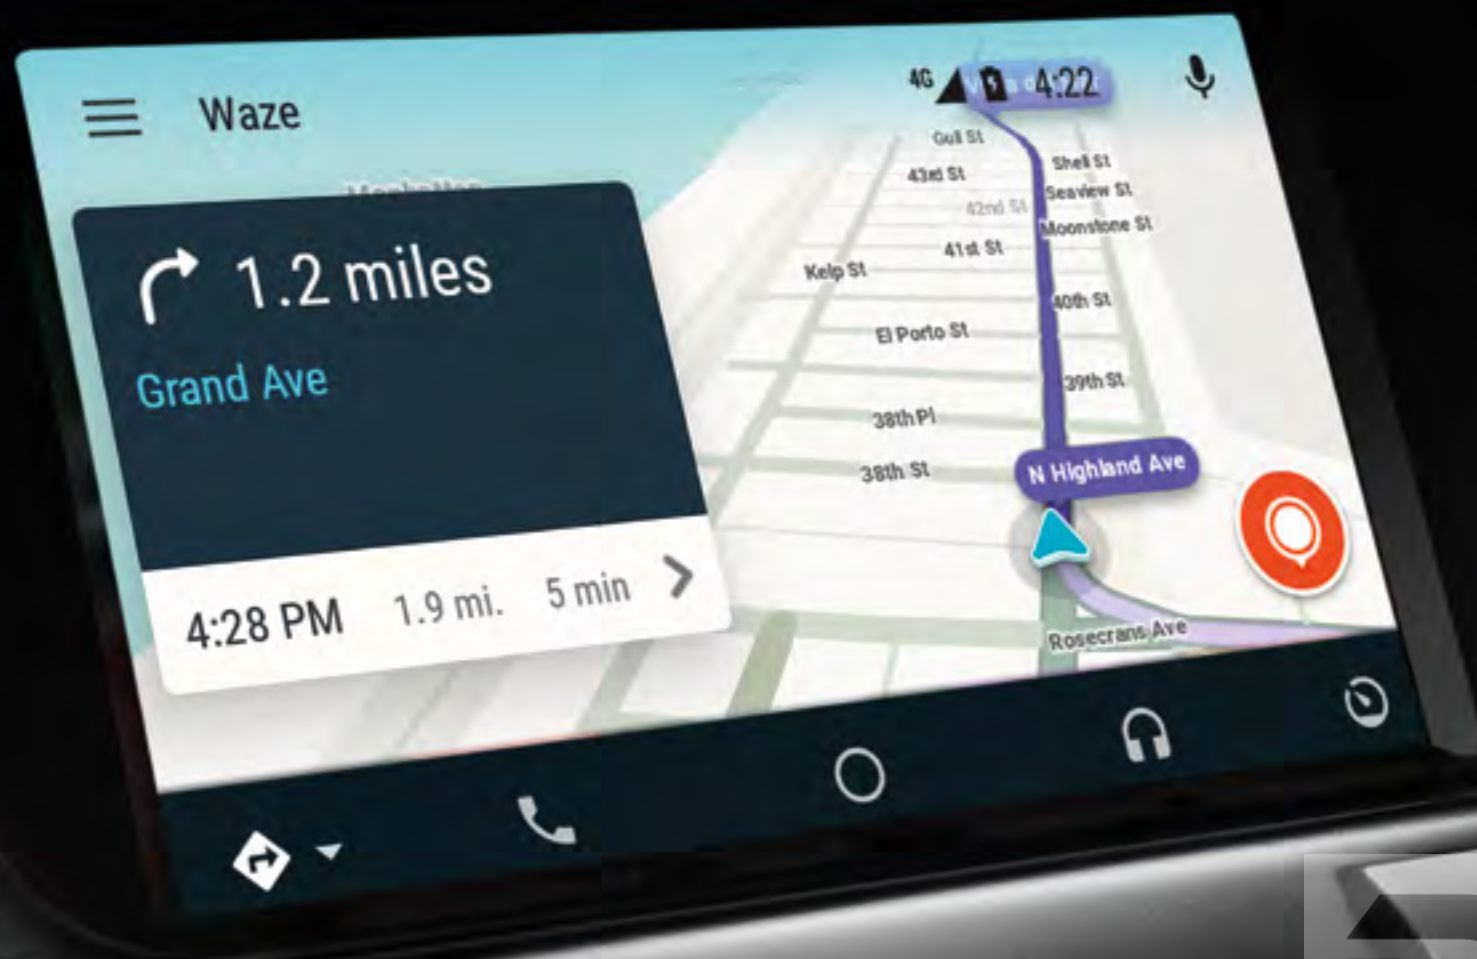 Waze
4G
4:22
1.2 miles
Grand Ave
4:28 PM 1.9 mi. 5 min
Gull St
Shell St
43rd St
Seaview St
42nd St
Moonstone St
41st St
Kelp St
40th St
El Porto St
39th St
38th Pl
N Highland Ave
38th St
Rosecrans Ave